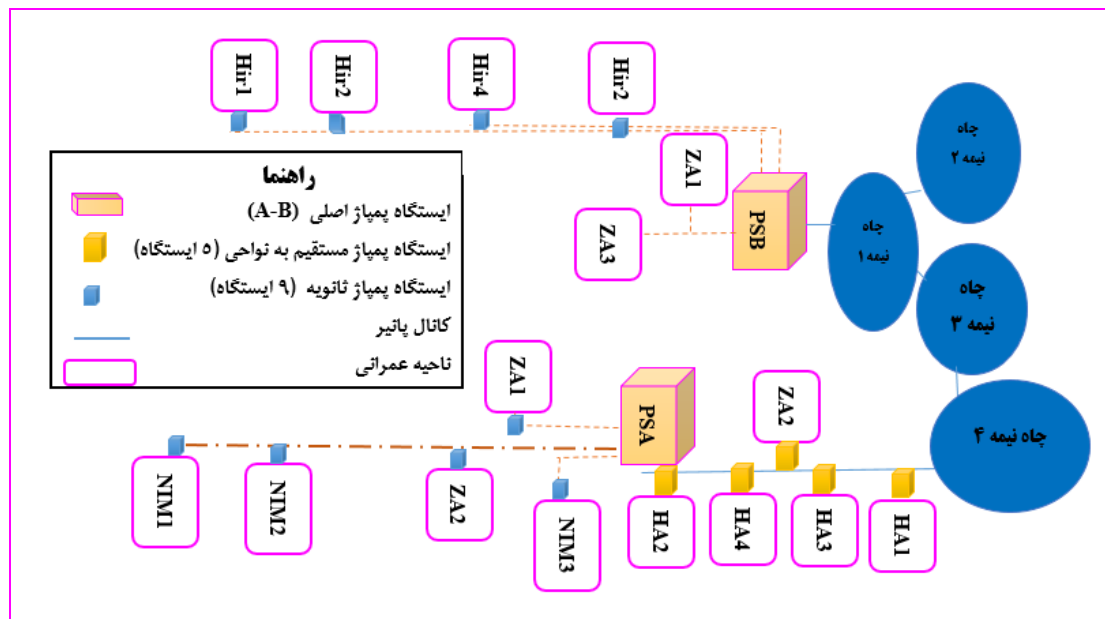 Hir1
Hir2
Hir4
Hir2
ZA1
ZA3
PSB
چاه
نیمه ۲
چاه
نیمه ۱
چاه
نیمه ۳
چاه نیمه ۴
راهنما
ایستگاه پمپاژ اصلی (A-B)
ایستگاه پمپاژ مستقیم به نواحی (۵ ایستگاه)
ایستگاه پمپاژ ثانویه (۹ ایستگاه)
کانال پانیر
ناحیه عمرانی
ZA1
PSA
ZA2
NIM1
NIM2
ZA2
NIM3
HA2
HA4
HA3
HA1